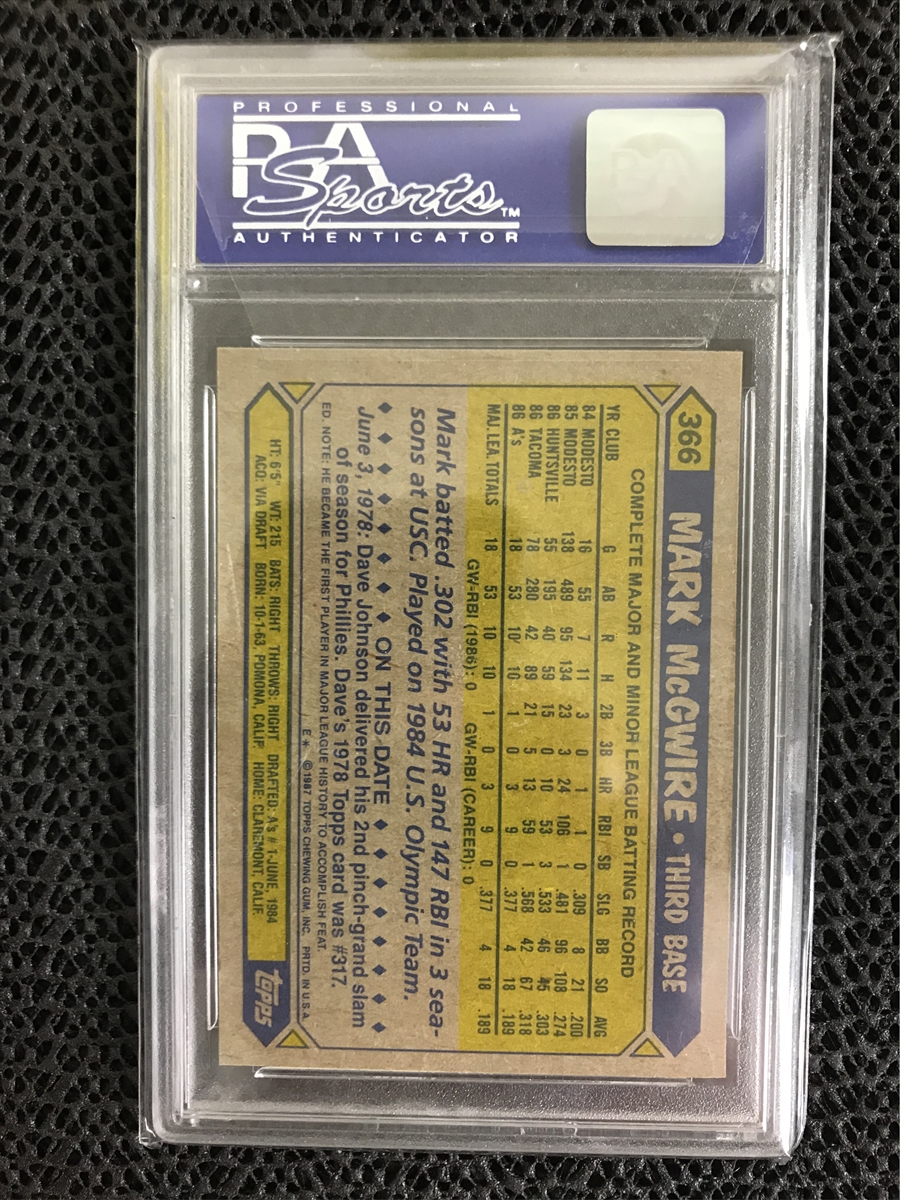 PROFESSIONAL
PSA
Sports™
AUTHENTICATOR
366 MARK McGWIRE • THIRD BASE
COMPLETE MAJOR AND MINOR LEAGUE BATTING RECORD
YR CLUB G AB R H 2B 3B HR RBI SB SLG BB SO AVG
84 MODESTO 16 55 7 11 3 0 1 1 0 .309 8 21 .200
85 MODESTO 138 489 95 134 23 3 24 106 1 .481 96 108 .274
86 HUNTSVILLE 55 195 40 59 15 0 10 53 3 .533 46 45 .303
86 TACOMA 78 280 42 89 21 5 13 59 1 .568 42 67 .318
86 A's 18 53 10 10 1 0 3 9 0 .377 4 18 .189
MAJ. LEA. TOTALS 18 53 10 10 1 0 3 9 0 .377 4 18 .189
GW-RBI (1986): 0 GW-RBI (CAREER): 0
Mark batted .302 with 53 HR and 147 RBI in 3 sea-
sons at USC. Played on 1984 U.S. Olympic Team.
♦ ♦ ♦ ♦ ♦ ♦ ON THIS DATE ♦ ♦ ♦ ♦ ♦ ♦
June 3, 1978: Dave Johnson delivered his 2nd pinch-grand slam
of season for Phillies. Dave's 1978 Topps card was #317.
ED. NOTE: HE BECAME THE FIRST PLAYER IN MAJOR LEAGUE HISTORY TO ACCOMPLISH FEAT.
E* ©1987 TOPPS CHEWING GUM, INC. PRTD. IN U.S.A.
HT: 6'5" WT: 215 BATS: RIGHT THROWS: RIGHT DRAFTED: A's #1-JUNE, 1984
ACQ: VIA DRAFT BORN: 10-1-63, POMONA, CALIF. HOME: CLAREMONT, CALIF.
topps